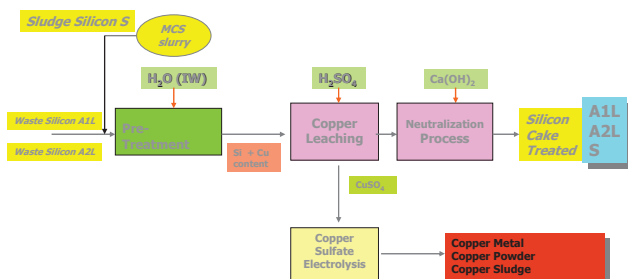 Sludge Silicon S
MCS
slurry
H₂O (IW)
H₂SO₄
Ca(OH)₂
Waste Silicon A1L
Waste Silicon A2L
Pre-
Treatment
Si + Cu
content
Copper
Leaching
Neutralization
Process
Silicon
Cake
Treated
A1L
A2L
S
CuSO₄
Copper
Sulfate
Electrolysis
Copper Metal
Copper Powder
Copper Sludge